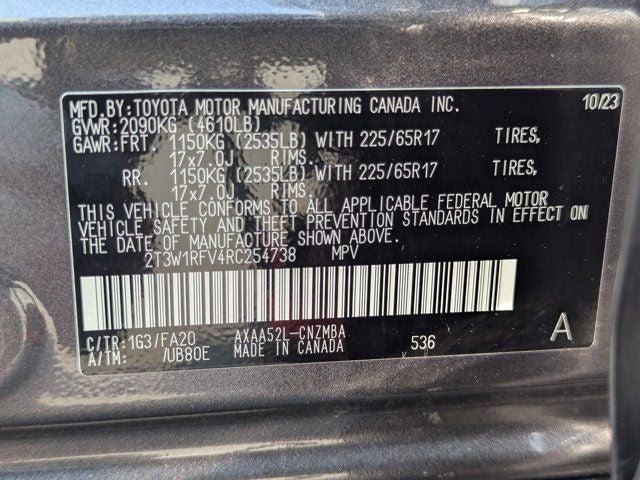 MFD.BY:TOYOTA MOTOR MANUFACTURING CANADA INC. 10/23
GVWR:2090KG (4610LB)
GAWR:FRT. 1150KG (2535LB) WITH 225/65R17 TIRES,
17x7.0J RIMS.
RR. 1150KG (2535LB) WITH 225/65R17 TIRES,
17x7.0J RIMS.
THIS VEHICLE CONFORMS TO ALL APPLICABLE FEDERAL MOTOR
VEHICLE SAFETY AND THEFT PREVENTION STANDARDS IN EFFECT ON
THE DATE OF MANUFACTURE SHOWN ABOVE.
2T3W1RFV4RC254738 MPV
C/TR:1G3/FA20 AXAA52L-CNZMBA A
A/TM: /UB80E MADE IN CANADA 536